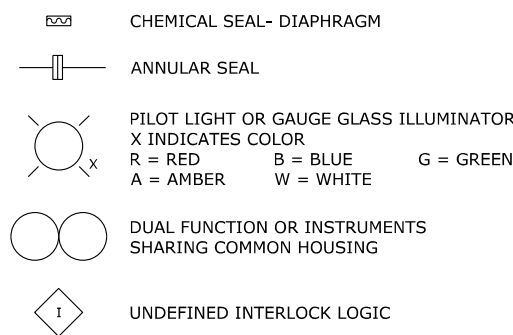 CHEMICAL SEAL- DIAPHRAGM
ANNULAR SEAL
PILOT LIGHT OR GAUGE GLASS ILLUMINATOR
X INDICATES COLOR
X
R = RED B = BLUE G = GREEN
A = AMBER W = WHITE
DUAL FUNCTION OR INSTRUMENTS
SHARING COMMON HOUSING
I UNDEFINED INTERLOCK LOGIC